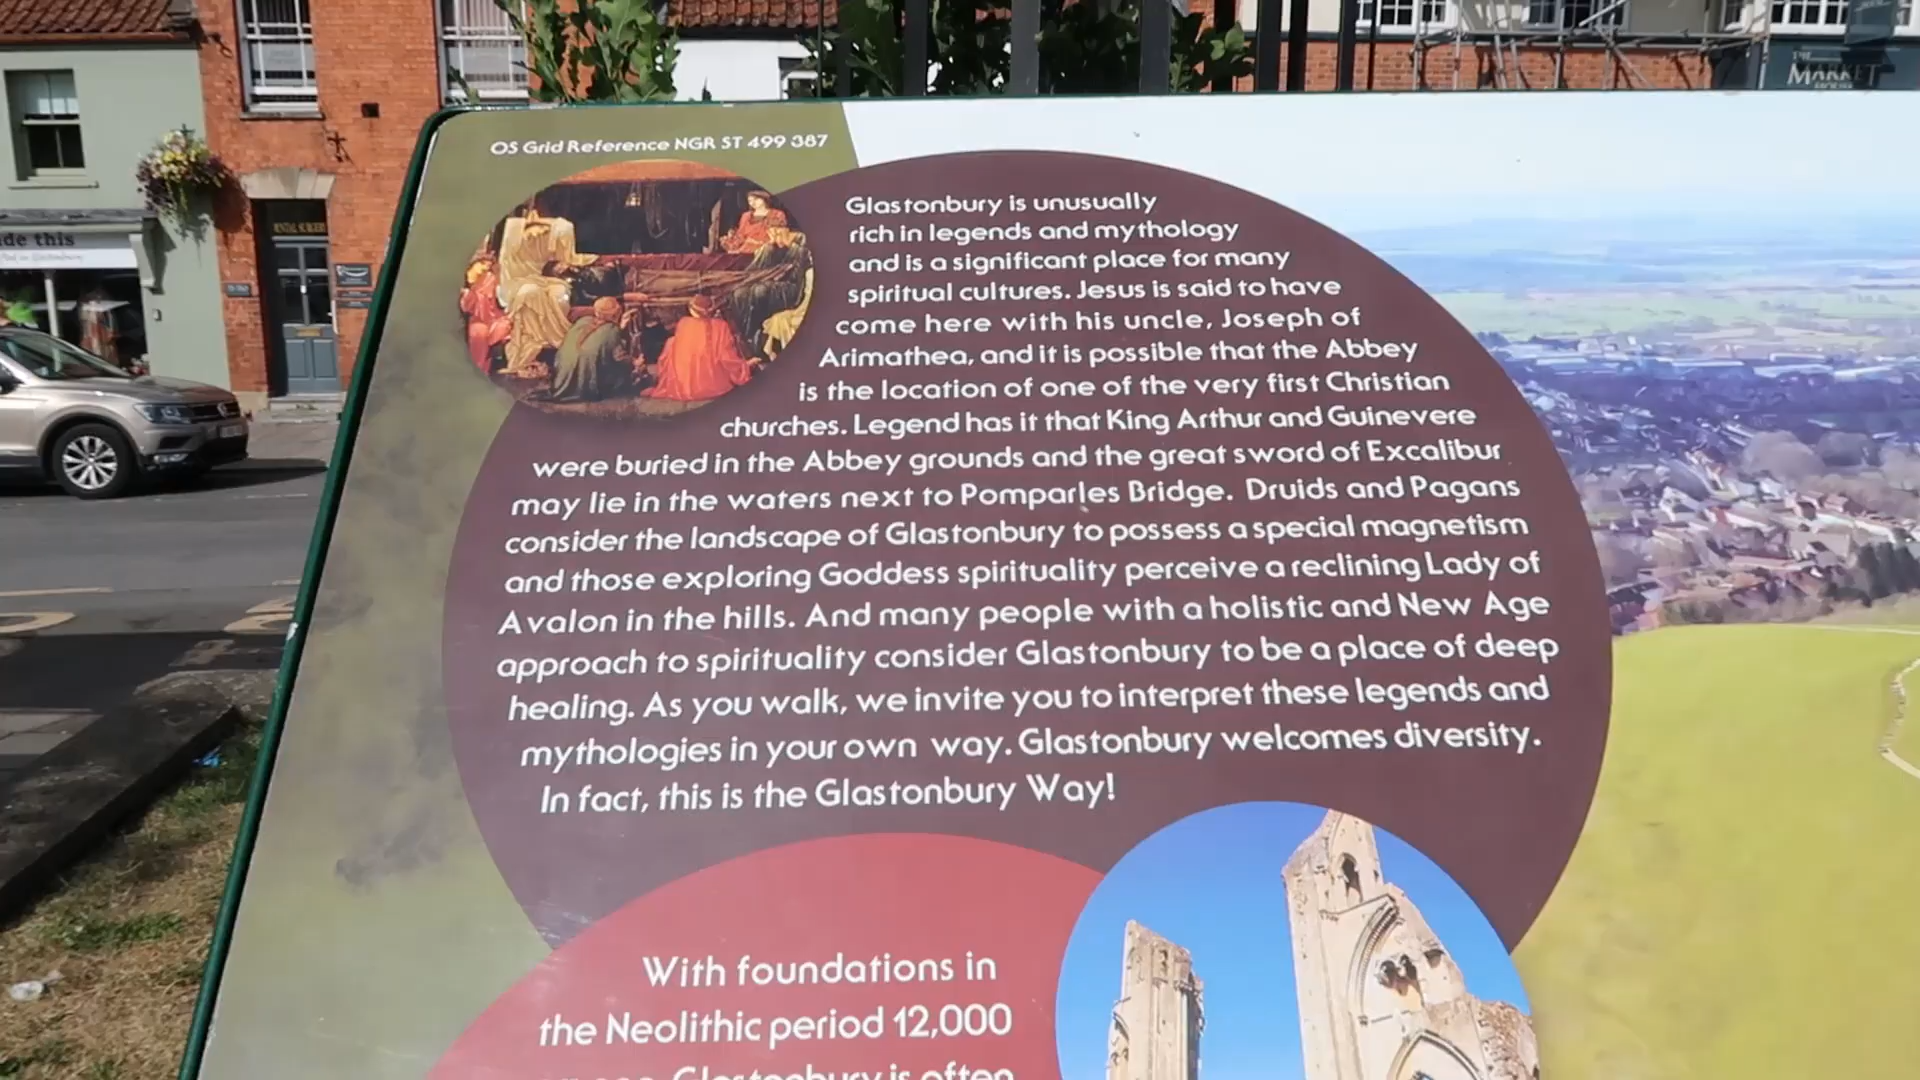 OS Grid Reference NGR ST 499 387
Glastonbury is unusually
rich in legends and mythology
and is a significant place for many
spiritual cultures. Jesus is said to have
come here with his uncle, Joseph of
Arimathea, and it is possible that the Abbey
is the location of one of the very first Christian
churches. Legend has it that King Arthur and Guinevere
were buried in the Abbey grounds and the great sword of Excalibur
may lie in the waters next to Pomparles Bridge. Druids and Pagans
consider the landscape of Glastonbury to possess a special magnetism
and those exploring Goddess spirituality perceive a reclining Lady of
Avalon in the hills. And many people with a holistic and New Age
approach to spirituality consider Glastonbury to be a place of deep
healing. As you walk, we invite you to interpret these legends and
mythologies in your own way. Glastonbury welcomes diversity.
In fact, this is the Glastonbury Way!
With foundations in
the Neolithic period 12,000
Glastonbury is often
THE
MARKET
DENTAL SURGERY
this